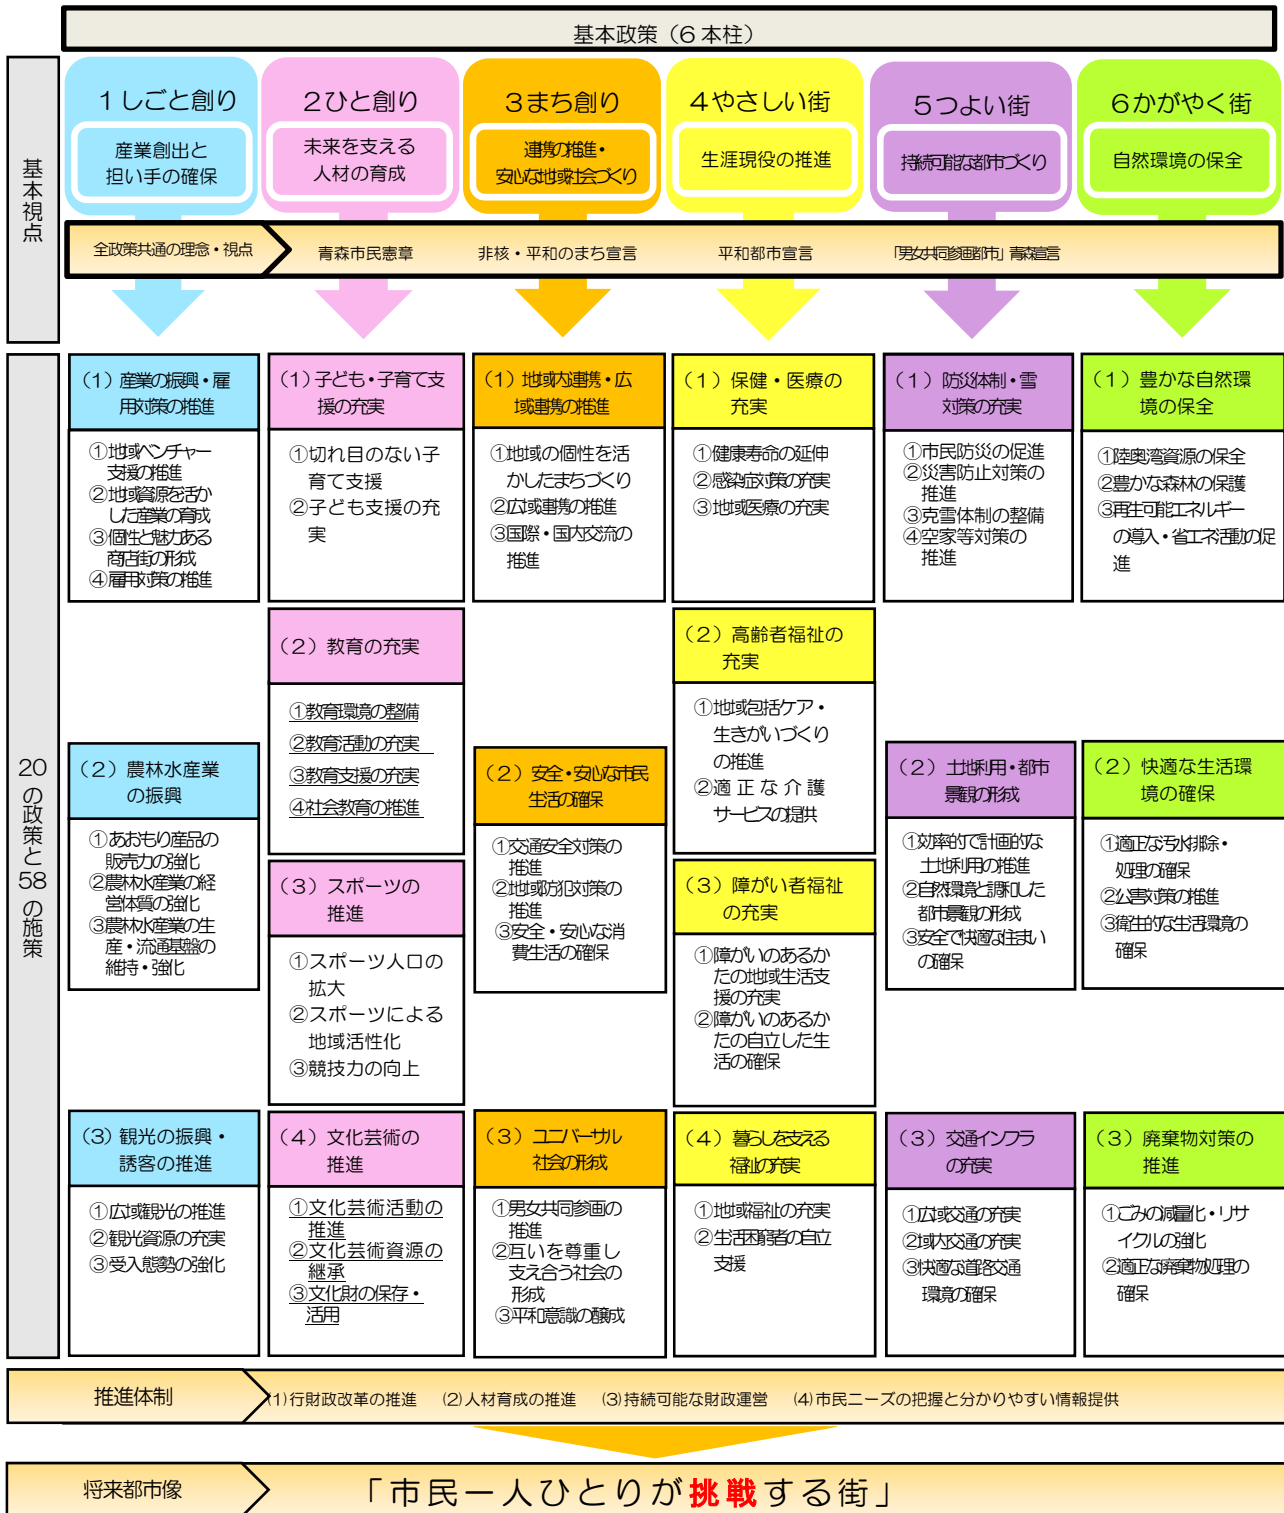 基本政策（6本柱）
基本視点
1しごと創り
産業創出と
担い手の確保
2ひと創り
未来を支える
人材の育成
3まち創り
連携の推進・
安心な地域社会づくり
4やさしい街
生涯現役の推進
5つよい街
持続可能な都市づくり
6かがやく街
自然環境の保全
全政策共通の理念・視点
青森市民憲章
非核・平和のまち宣言
平和都市宣言
「男女共同参画都市」青森宣言
20の政策と58の施策
（1）産業の振興・雇
用対策の推進
①地域ベンチャー
支援の推進
②地域資源を活か
した産業の育成
③個性と魅力ある
商店街の形成
④雇用対策の推進
（2）農林水産業
の振興
①あおもり産品の
販売力の強化
②農林水産業の経
営体質の強化
③農林水産業の生
産・流通基盤の
維持・強化
（3）観光の振興・
誘客の推進
①広域観光の推進
②観光資源の充実
③受入態勢の強化
（1）子ども・子育て支
援の充実
①切れ目のない子
育て支援
②子ども支援の充
実
（2）教育の充実
①教育環境の整備
②教育活動の充実
③教育支援の充実
④社会教育の推進
（3）スポーツの
推進
①スポーツ人口の
拡大
②スポーツによる
地域活性化
③競技力の向上
（4）文化芸術の
推進
①文化芸術活動の
推進
②文化芸術資源の
継承
③文化財の保存・
活用
（1）地域内連携・広
域連携の推進
①地域の個性を活
かしたまちづくり
②広域連携の推進
③国際・国内交流の
推進
（2）安全・安心な市民
生活の確保
①交通安全対策の
推進
②地域防犯対策の
推進
③安全・安心な消
費生活の確保
（3）ユニバーサル
社会の形成
①男女共同参画の
推進
②互いを尊重し
支え合う社会の
形成
③平和意識の醸成
（1）保健・医療の
充実
①健康寿命の延伸
②感染症対策の充実
③地域医療の充実
（2）高齢者福祉の
充実
①地域包括ケア・
生きがいづくり
の推進
②適正な介護
サービスの提供
（3）障がい者福祉
の充実
①障がいのあるか
たの地域生活支
援の充実
②障がいのあるか
たの自立した生
活の確保
（4）暮らしを支える
福祉の充実
①地域福祉の充実
②生活困窮者の自立
支援
（1）防災体制・雪
対策の充実
①市民防災の促進
②災害防止対策の
推進
③克雪体制の整備
④空家等対策の
推進
（2）土地利用・都市
景観の形成
①効率的で計画的な
土地利用の推進
②自然環境と調和した
都市景観の形成
③安全で快適な住まい
の確保
（3）交通インフラ
の充実
①広域交通の充実
②域内交通の充実
③快適な道路交通
環境の確保
（1）豊かな自然環
境の保全
①陸奥湾資源の保全
②豊かな森林の保護
③再生可能エネルギー
の導入・省エネ活動の促
進
（2）快適な生活環
境の確保
①適正な汚水排除・
処理の確保
②公害対策の推進
③衛生的な生活環境の
確保
（3）廃棄物対策の
推進
①ごみの減量化・リサ
イクルの強化
②適正な廃棄物処理の
確保
推進体制
(1)行財政改革の推進 (2)人材育成の推進 (3)持続可能な財政運営 (4)市民ニーズの把握と分かりやすい情報提供
将来都市像
「市民一人ひとりが挑戦する街」